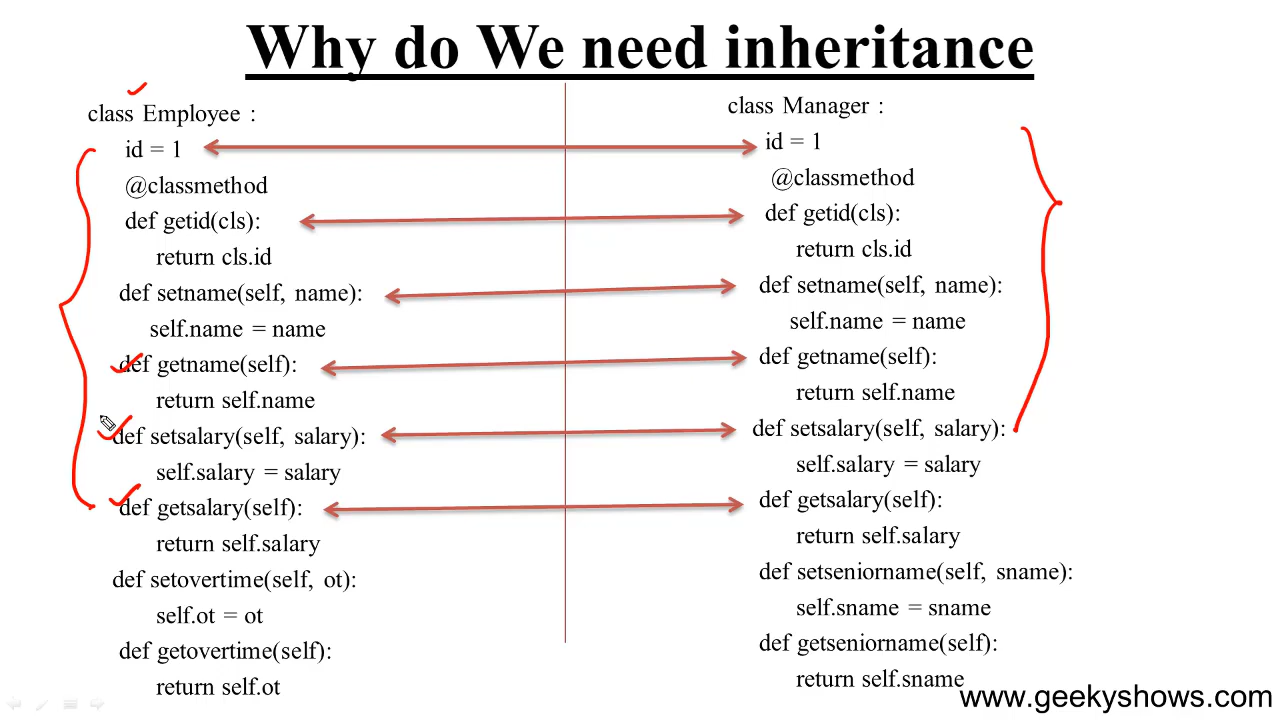 Why do We need inheritance
class Employee :
id = 1
@classmethod
def getid(cls):
return cls.id
def setname(self, name):
self.name = name
def getname(self):
return self.name
def setsalary(self, salary):
self.salary = salary
def getsalary(self):
return self.salary
def setovertime(self, ot):
self.ot = ot
def getovertime(self):
return self.ot
class Manager :
id = 1
@classmethod
def getid(cls):
return cls.id
def setname(self, name):
self.name = name
def getname(self):
return self.name
def setsalary(self, salary):
self.salary = salary
def getsalary(self):
return self.salary
def setseniorname(self, sname):
self.sname = sname
def getseniorname(self):
return self.sname
www.geekyshows.com